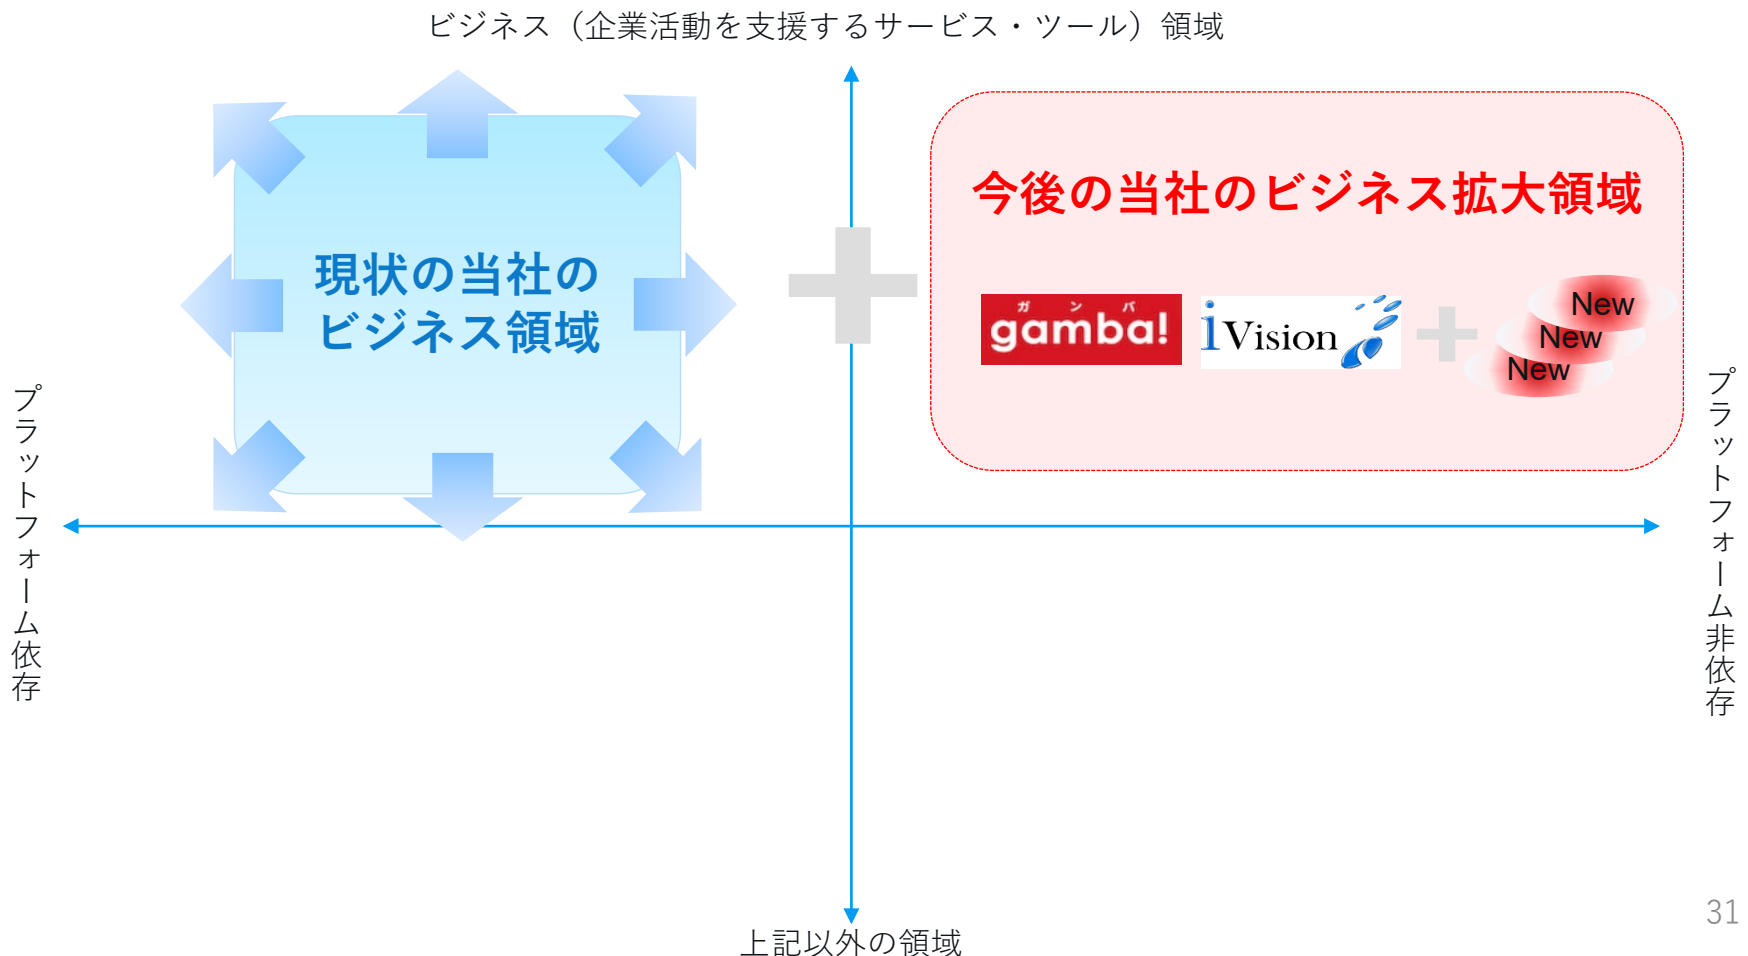 ビジネス（企業活動を支援するサービス・ツール）領域
現状の当社の
ビジネス領域
今後の当社のビジネス拡大領域
ガンバ
gamba!
iVision
New
New
New
プラットフォーム依存
プラットフォーム非依存
上記以外の領域
31